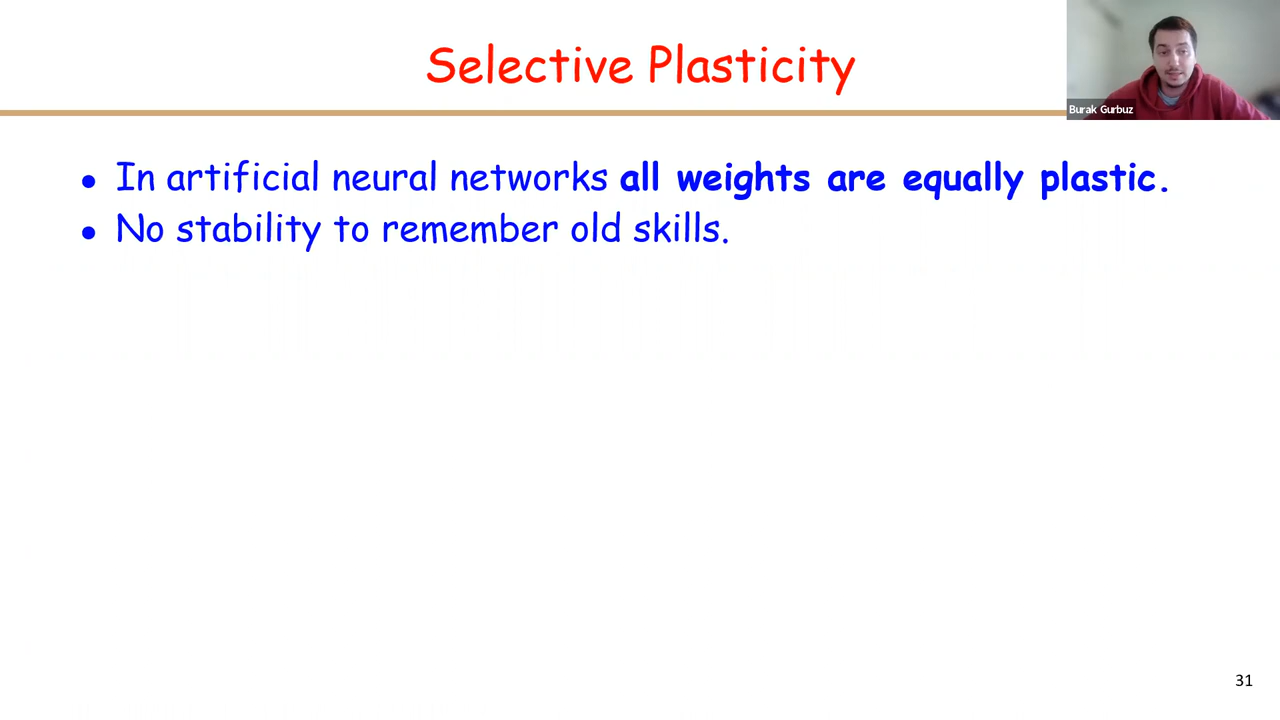 Selective Plasticity
Burak Gurbuz
● In artificial neural networks all weights are equally plastic.
● No stability to remember old skills.
31